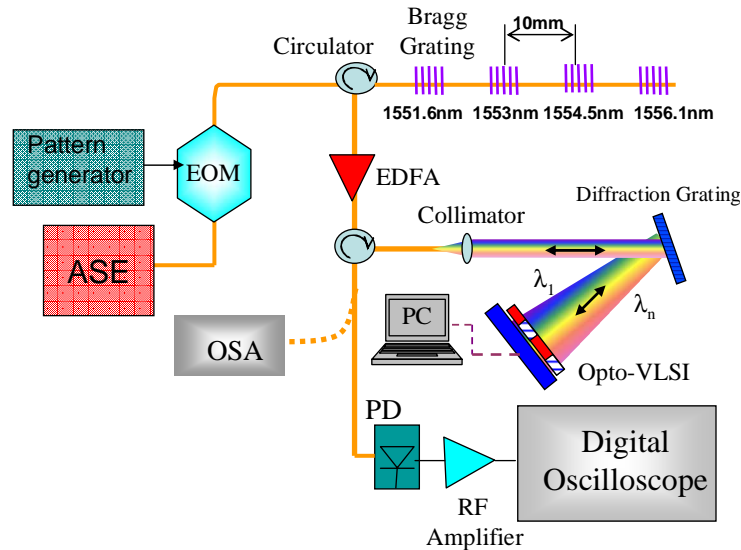 Bragg
Grating
10mm
Circulator
1551.6nm
1553nm
1554.5nm
1556.1nm
Pattern
generator
EOM
EDFA
ASE
Collimator
Diffraction Grating
λ1
λn
PC
OSA
Opto-VLSI
PD
RF
Amplifier
Digital
Oscilloscope